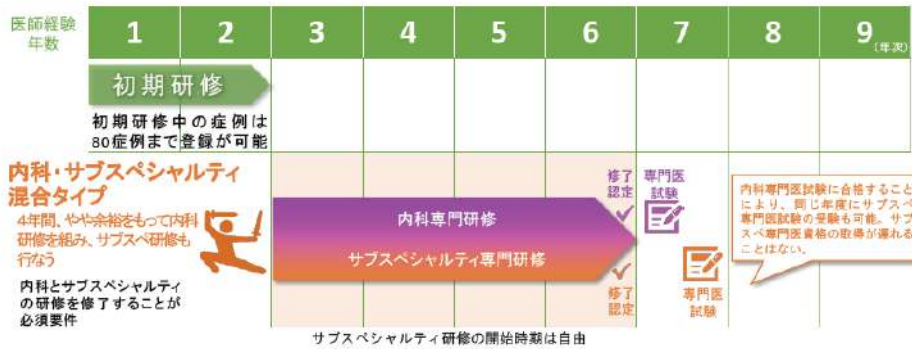 医師経験
年数
1 2 3 4 5 6 7 8 9 (年次)
初期研修
初期研修中の症例は
80症例まで登録が可能
内科・サブスペシャルティ
混合タイプ
4年間、やや余裕をもって内科
研修を組み、サブスペ研修も
行なう
内科とサブスペシャルティ
の研修を修了することが
必須要件
内科専門研修
サブスペシャルティ専門研修
修了
認定
専門医
試験
修了
認定
専門医
試験
内科専門医試験に合格すること
により、同じ年度にサブスペ
専門医試験の受験も可能。サブ
スペ専門医資格の取得が遅れる
ことはない。
サブスペシャルティ研修の開始時期は自由